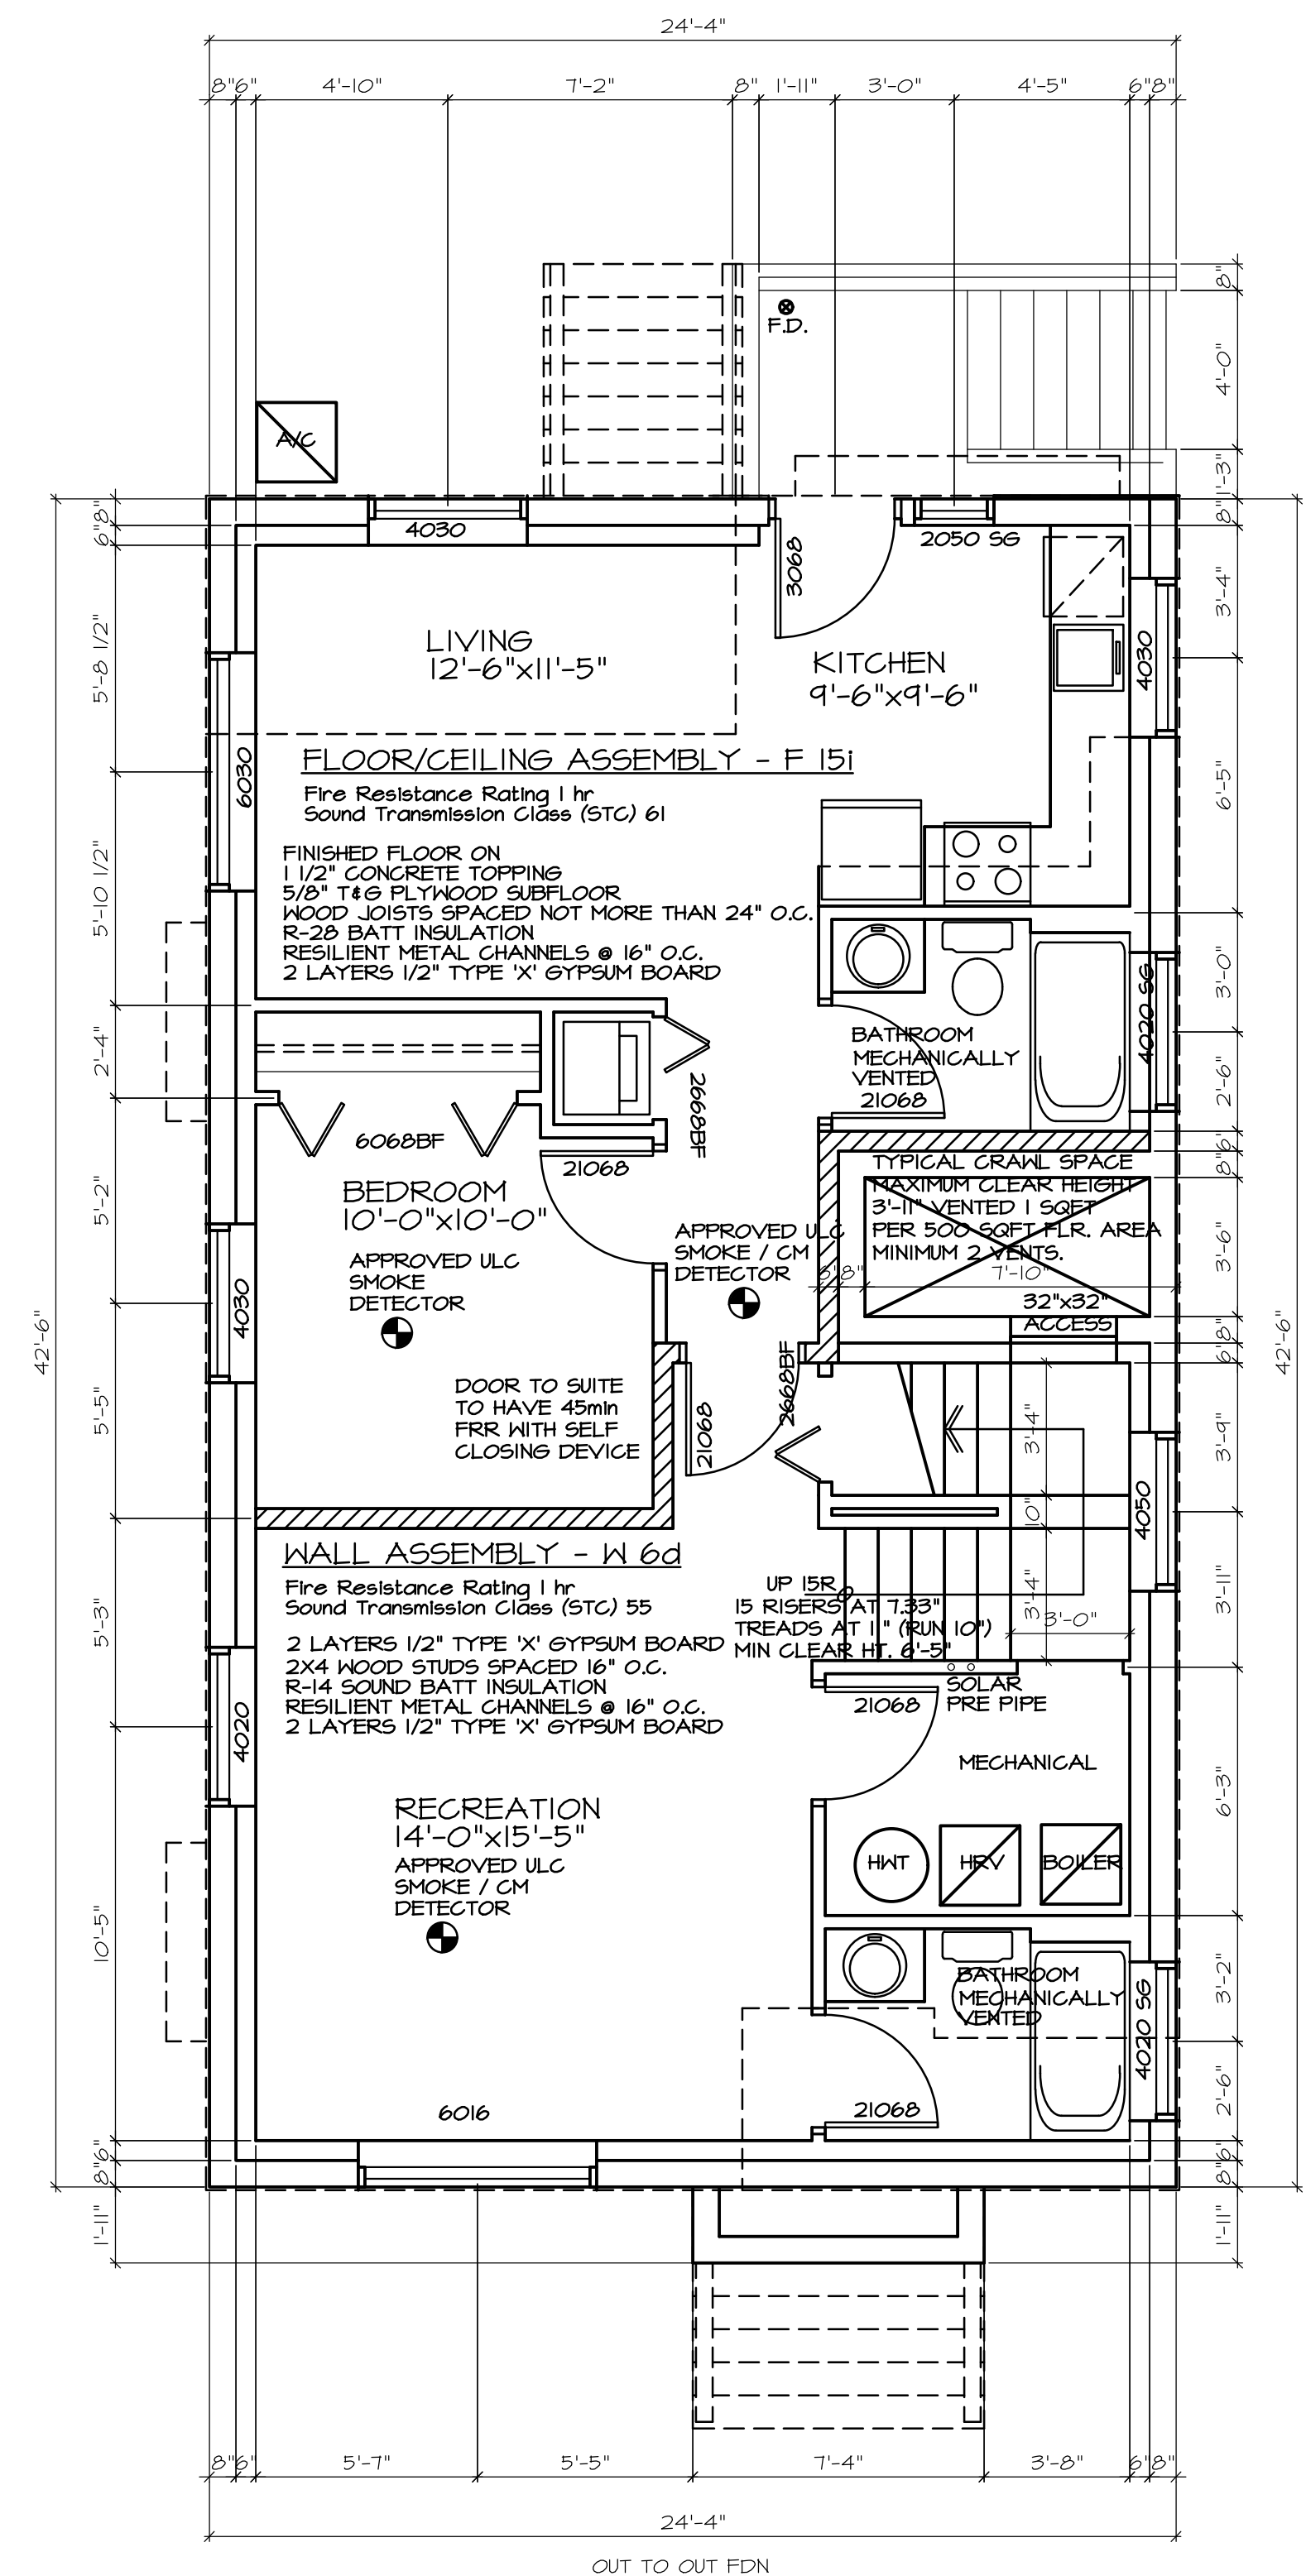 24'-4"
8" 6" 4'-10" 7'-2" 8" 1'-11" 3'-0" 4'-5" 6" 8"
F.D.
8"
4'-0"
1'-3"
A/C
4030
3068
2050 SG
6" 8"
8"
LIVING
12'-6"x11'-5"
KITCHEN
9'-6"x9'-6"
4030
3'-4"
5'-8 1/2"
6030
FLOOR/CEILING ASSEMBLY - F 15i
Fire Resistance Rating 1 hr
Sound Transmission Class (STC) 61
6'-5"
FINISHED FLOOR ON
1 1/2" CONCRETE TOPPING
5/8" T&G PLYWOOD SUBFLOOR
WOOD JOISTS SPACED NOT MORE THAN 24" O.C.
R-28 BATT INSULATION
RESILIENT METAL CHANNELS @ 16" O.C.
2 LAYERS 1/2" TYPE 'X' GYPSUM BOARD
5'-10 1/2"
3'-0"
4020 SG
BATHROOM
MECHANICALLY
VENTED
21068
2'-4"
2'-6"
2668BF
6068BF
21068
8" 6"
TYPICAL CRAWL SPACE
MAXIMUM CLEAR HEIGHT
3'-11" VENTED 1 SQFT
PER 500 SQFT FLR. AREA
MINIMUM 2 VENTS.
BEDROOM
10'-0"x10'-0"
5'-2"
APPROVED ULC
SMOKE
DETECTOR
APPROVED ULC
SMOKE / CM
DETECTOR
3'-6"
8" 7'-10"
32"x32"
ACCESS
4030
42'-6"
42'-6"
6" 8"
2668BF
DOOR TO SUITE
TO HAVE 45min
FRR WITH SELF
CLOSING DEVICE
21068
5'-5"
3'-4"
3'-9"
10"
4050
WALL ASSEMBLY - W 6d
Fire Resistance Rating 1 hr
Sound Transmission Class (STC) 55
2 LAYERS 1/2" TYPE 'X' GYPSUM BOARD
2X4 WOOD STUDS SPACED 16" O.C.
R-14 SOUND BATT INSULATION
RESILIENT METAL CHANNELS @ 16" O.C.
2 LAYERS 1/2" TYPE 'X' GYPSUM BOARD
5'-3"
UP 15R
15 RISERS AT 7.33"
TREADS AT 11" (RUN 10")
MIN CLEAR HT. 6'-5"
3'-4"
3'-0"
3'-11"
21068
SOLAR
PRE PIPE
4020
MECHANICAL
6'-3"
RECREATION
14'-0"x15'-5"
APPROVED ULC
SMOKE / CM
DETECTOR
HWT HRV BOILER
10'-5"
BATHROOM
MECHANICALLY
VENTED
3'-2"
4020 SG
21068
2'-6"
6016
8" 6"
8" 6"
1'-11"
1'-11"
8" 6" 5'-7" 5'-5" 7'-4" 3'-8" 6" 8"
24'-4"
OUT TO OUT FDN